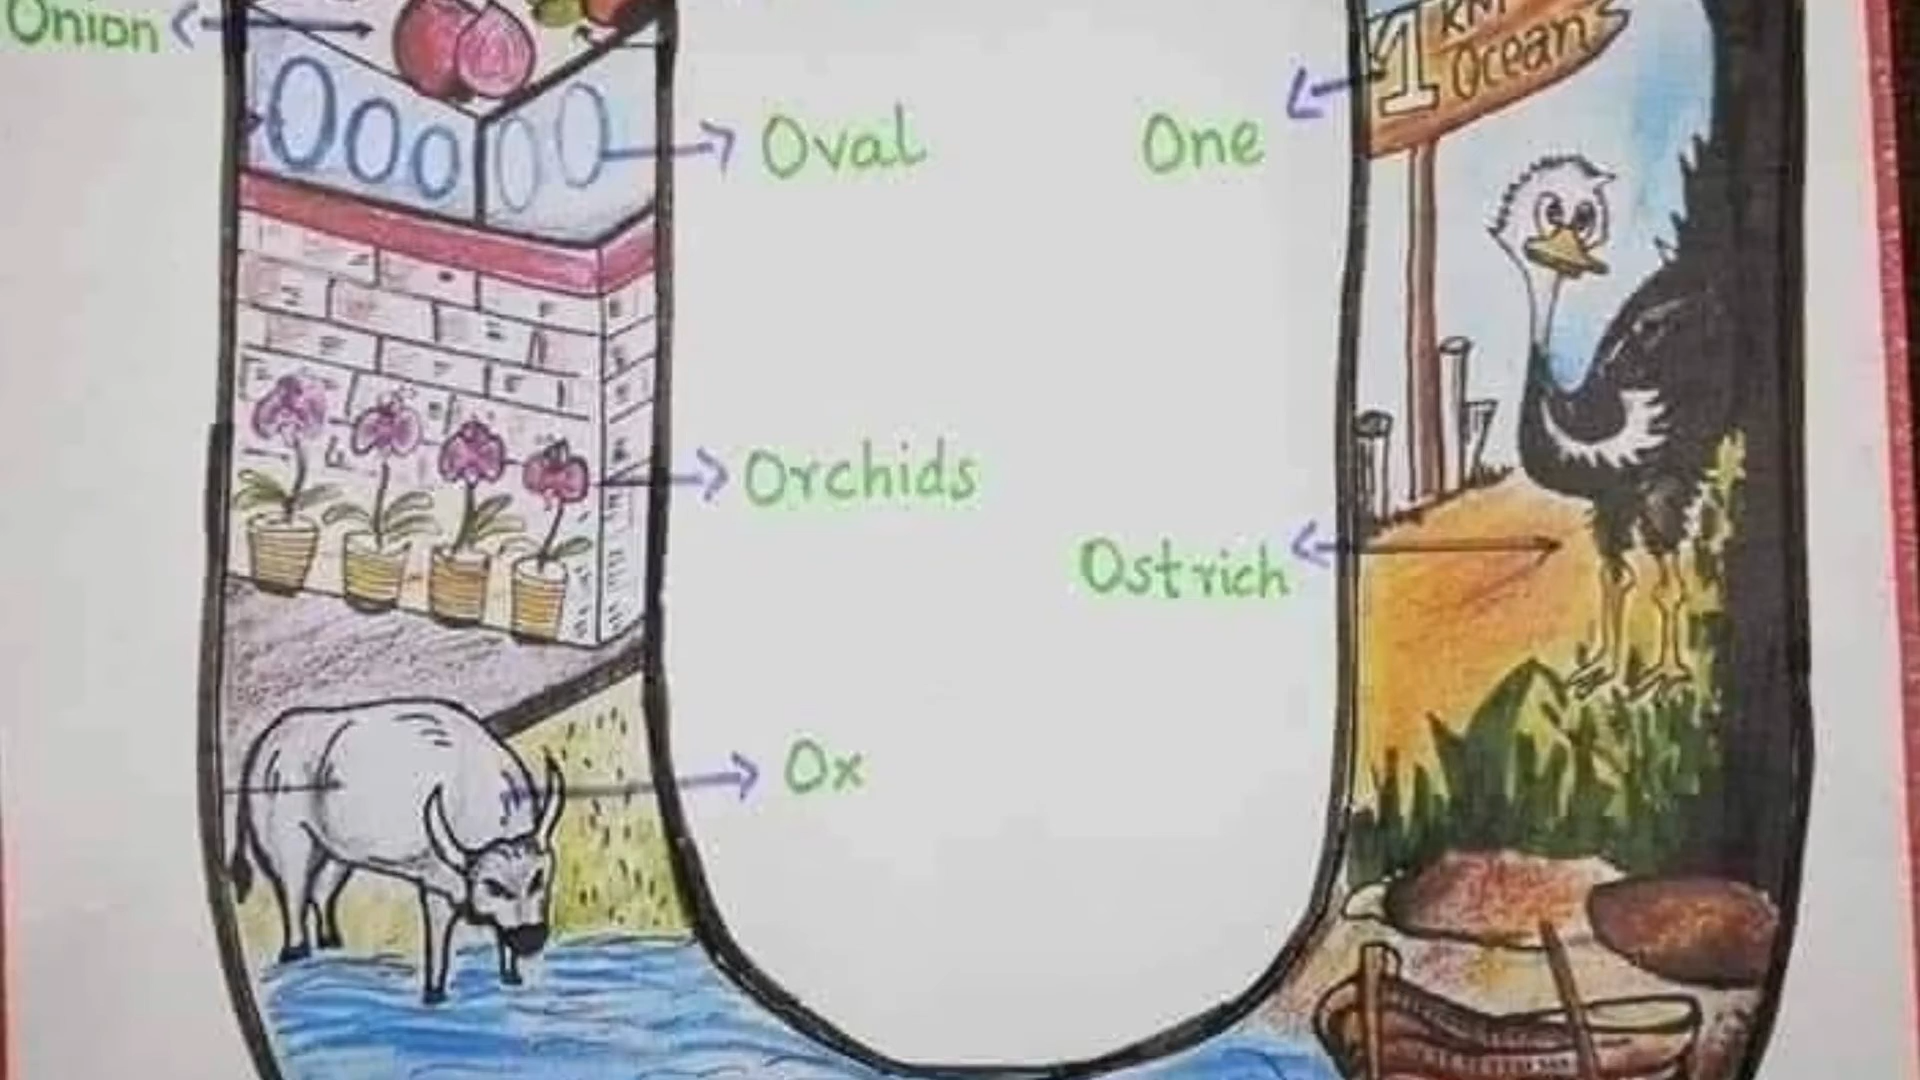 Onion
1 KM
Ocean
Oval
One
Orchids
Ostrich
Ox